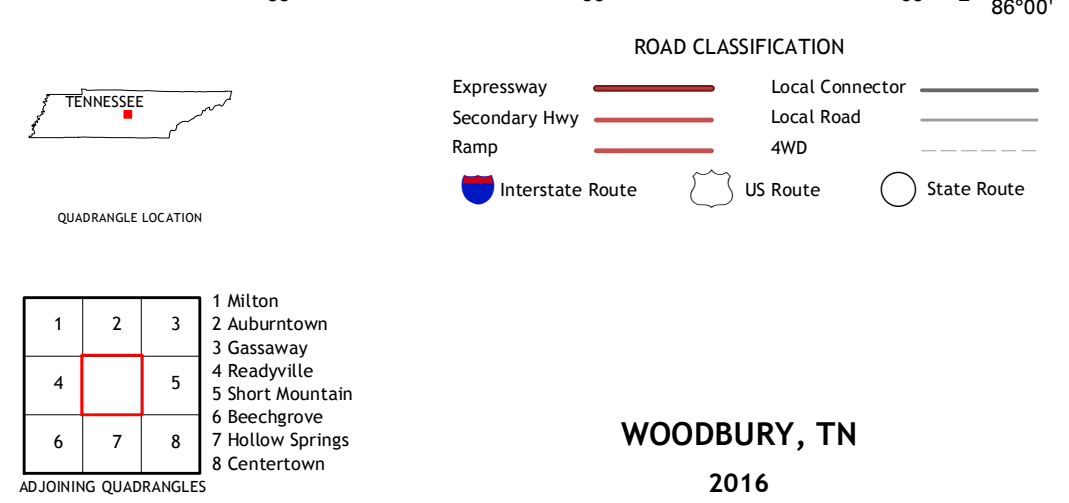 86°00'
ROAD CLASSIFICATION
Expressway
Local Connector
Secondary Hwy
Local Road
Ramp
4WD
Interstate Route
US Route
State Route
TENNESSEE
QUADRANGLE LOCATION
1 2 3
4 5
6 7 8
1 Milton
2 Auburntown
3 Gassaway
4 Readyville
5 Short Mountain
6 Beechgrove
7 Hollow Springs
8 Centertown
ADJOINING QUADRANGLES
WOODBURY, TN
2016